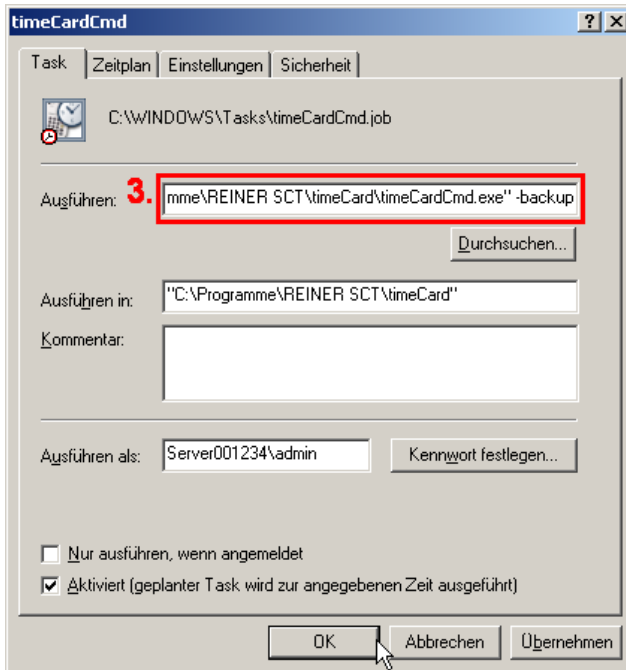 timeCardCmd
Task Zeitplan Einstellungen Sicherheit
C:\WINDOWS\Tasks\timeCardCmd.job
Ausführen: 3. mme\REINER SCT\timeCard\timeCardCmd.exe" -backup
Durchsuchen...
Ausführen in: "C:\Programme\REINER SCT\timeCard"
Kommentar:
Ausführen als: Server001234\admin Kennwort festlegen...
Nur ausführen, wenn angemeldet
Aktiviert (geplanter Task wird zur angegebenen Zeit ausgeführt)
OK Abbrechen Übernehmen